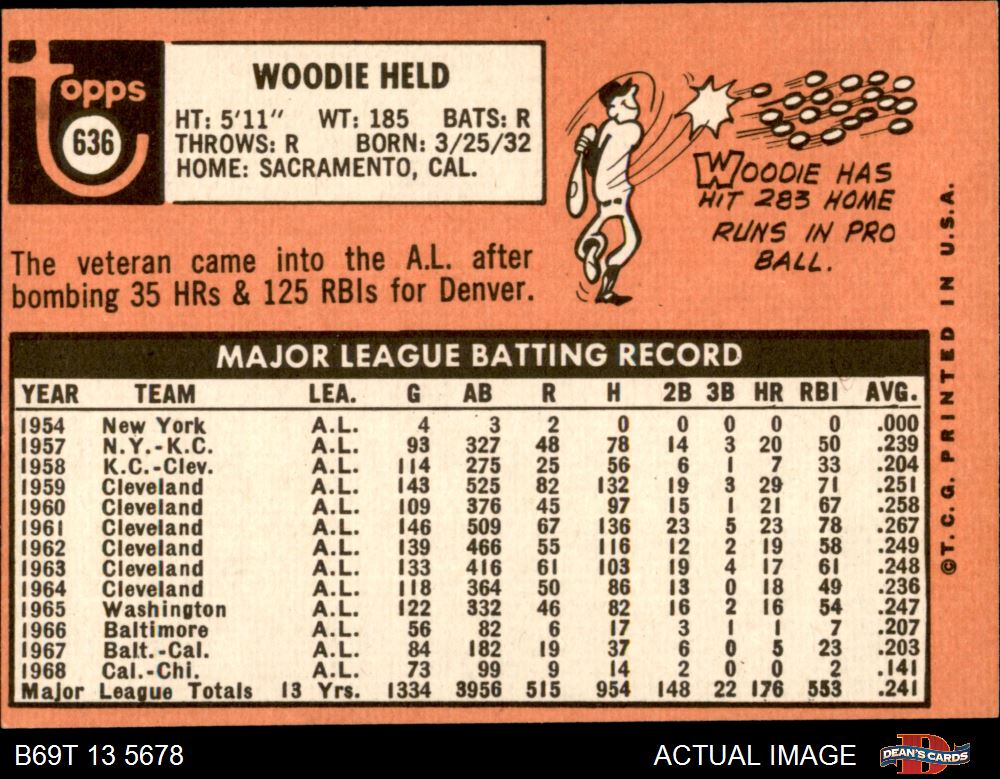 topps
636
WOODIE HELD
HT: 5'11" WT: 185 BATS: R
THROWS: R BORN: 3/25/32
HOME: SACRAMENTO, CAL.
WOODIE HAS
HIT 283 HOME
RUNS IN PRO
BALL.
The veteran came into the A.L. after
bombing 35 HRs & 125 RBIs for Denver.
MAJOR LEAGUE BATTING RECORD
YEAR TEAM LEA. G AB R H 2B 3B HR RBI AVG.
1954 New York A.L. 4 3 2 0 0 0 0 0 .000
1957 N.Y.-K.C. A.L. 93 327 48 78 14 3 20 50 .239
1958 K.C.-Clev. A.L. 114 275 25 56 6 1 7 33 .204
1959 Cleveland A.L. 143 525 82 132 19 3 29 71 .251
1960 Cleveland A.L. 109 376 45 97 15 1 21 67 .258
1961 Cleveland A.L. 146 509 67 136 23 5 23 78 .267
1962 Cleveland A.L. 139 466 55 116 12 2 19 58 .249
1963 Cleveland A.L. 133 416 61 103 19 4 17 61 .248
1964 Cleveland A.L. 118 364 50 86 13 0 18 49 .236
1965 Washington A.L. 122 332 46 82 16 2 16 54 .247
1966 Baltimore A.L. 56 82 6 17 3 1 1 7 .207
1967 Balt.-Cal. A.L. 84 182 19 37 6 0 5 23 .203
1968 Cal.-Chi. A.L. 73 99 9 14 2 0 0 2 .141
Major League Totals 13 Yrs. 1334 3956 515 954 148 22 176 553 .241
©T.C.G. PRINTED IN U.S.A.
B69T 13 5678
ACTUAL IMAGE
DEAN'S CARDS